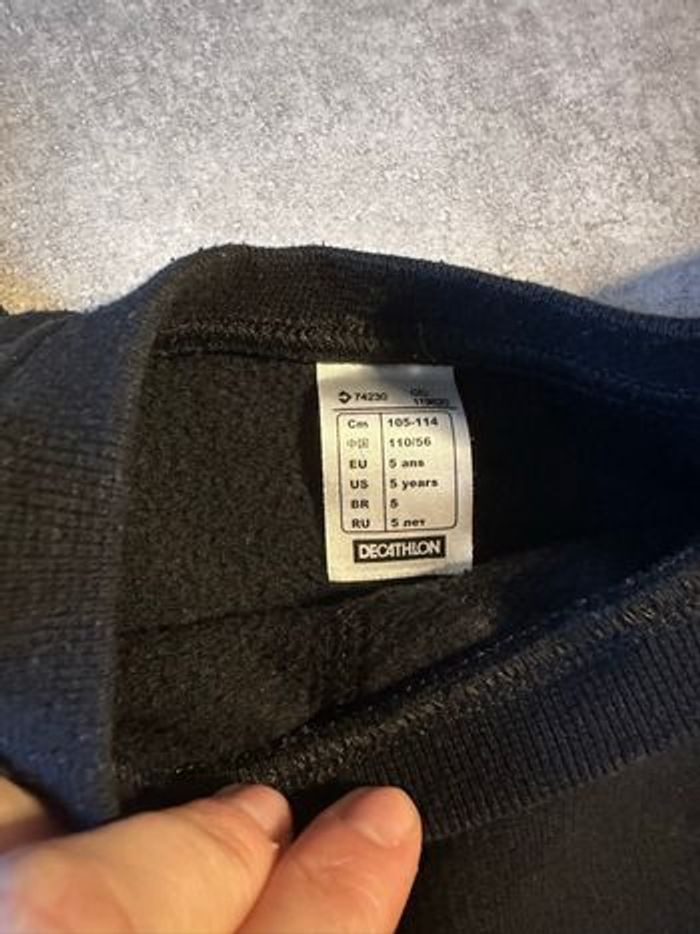 74230
Cm 105-114
中国 110/56
EU 5 ans
US 5 years
BR 5
RU 5 лет
DECATHLON